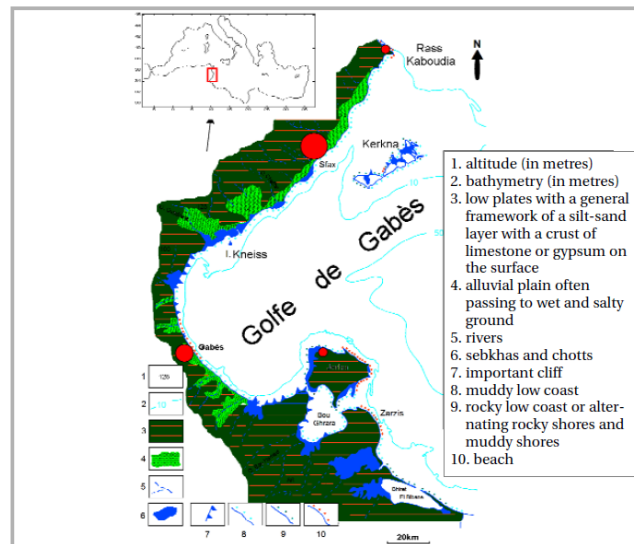 Rass
Kaboudia
N
Kerkna
Sfax
I. Kneiss
Golfe de Gabès
Gabès
Bou
Ghrara
Zarzis
1
2
3
4
5
6
7
8
9
10
20km
1. altitude (in metres)
2. bathymetry (in metres)
3. low plates with a general
framework of a silt-sand
layer with a crust of
limestone or gypsum on
the surface
4. alluvial plain often
passing to wet and salty
ground
5. rivers
6. sebkhas and chotts
7. important cliff
8. muddy low coast
9. rocky low coast or alter-
nating rocky shores and
muddy shores
10. beach